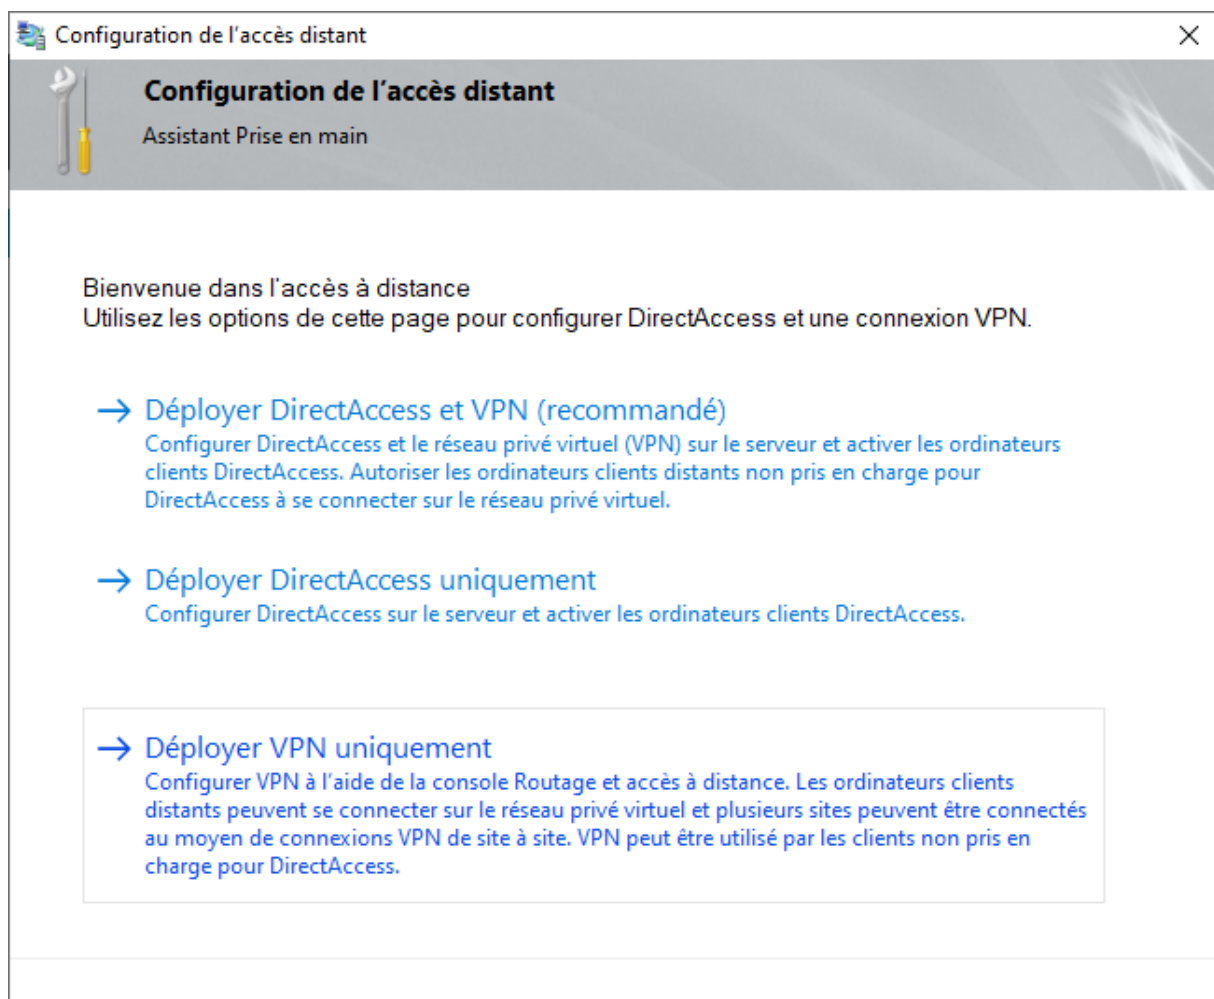 Configuration de l'accès distant
Configuration de l'accès distant
Assistant Prise en main
Bienvenue dans l'accès à distance
Utilisez les options de cette page pour configurer DirectAccess et une connexion VPN.
Déployer DirectAccess et VPN (recommandé)
Configurer DirectAccess et le réseau privé virtuel (VPN) sur le serveur et activer les ordinateurs
clients DirectAccess. Autoriser les ordinateurs clients distants non pris en charge pour
DirectAccess à se connecter sur le réseau privé virtuel.
Déployer DirectAccess uniquement
Configurer DirectAccess sur le serveur et activer les ordinateurs clients DirectAccess.
Déployer VPN uniquement
Configurer VPN à l'aide de la console Routage et accès à distance. Les ordinateurs clients
distants peuvent se connecter sur le réseau privé virtuel et plusieurs sites peuvent être connectés
au moyen de connexions VPN de site à site. VPN peut être utilisé par les clients non pris en
charge pour DirectAccess.